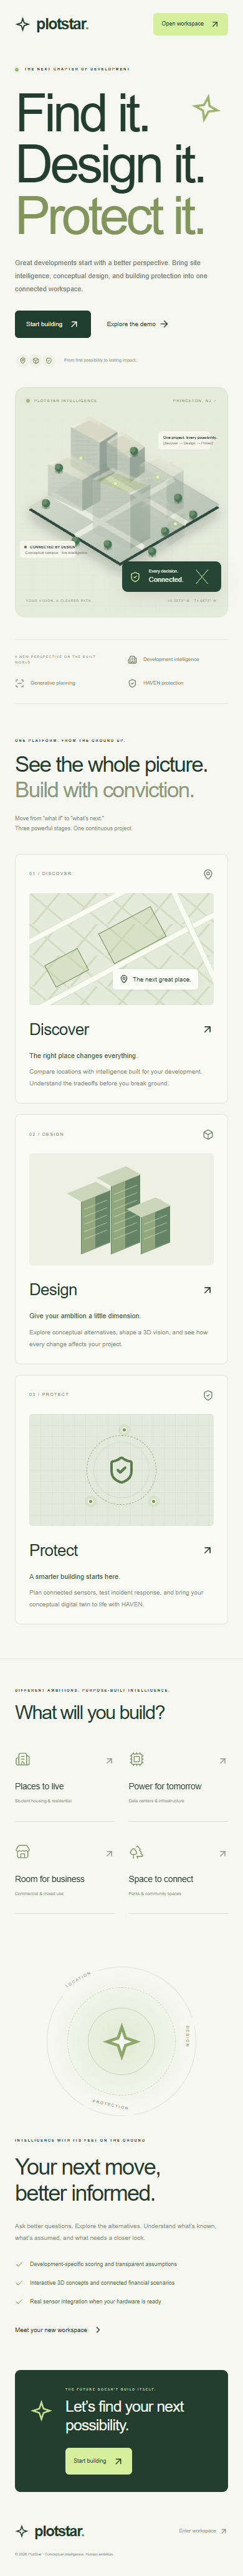 plotstar.
Open workspace
THE NEXT CHAPTER OF DEVELOPMENT
Find it.
Design it.
Protect it.
Great developments start with a better perspective. Bring site
intelligence, conceptual design, and building protection into one
connected workspace.
Start building
Explore the demo
From first possibility to lasting impact.
PLOTSTAR INTELLIGENCE
PRINCETON, NJ
One project. Every possibility.
Discover — Design — Protect
CONNECTED BY DESIGN
Conceptual campus · live intelligence
Every decision.
Connected.
YOUR VISION. A CLEARER PATH.
A NEW PERSPECTIVE ON THE BUILT
WORLD
Development intelligence
Generative planning
HAVEN protection
ONE PLATFORM. FROM THE GROUND UP.
See the whole picture.
Build with conviction.
Move from “what if” to “what’s next.”
Three powerful stages. One continuous project.
01 / DISCOVER
The next great place.
Discover
The right place changes everything.
Compare locations with intelligence built for your development.
Understand the tradeoffs before you break ground.
02 / DESIGN
Design
Give your ambition a little dimension.
Explore conceptual alternatives, shape a 3D vision, and see how
every change affects your project.
03 / PROTECT
Protect
A smarter building starts here.
Plan connected sensors, test incident response, and bring your
conceptual digital twin to life with HAVEN.
DIFFERENT AMBITIONS. PURPOSE-BUILT INTELLIGENCE.
What will you build?
Places to live
Student housing & residential
Power for tomorrow
Data centers & infrastructure
Room for business
Commercial & mixed use
Space to connect
Parks & community spaces
LOCATION
DESIGN
PROTECTION
INTELLIGENCE WITH ITS FEET ON THE GROUND
Your next move,
better informed.
Ask better questions. Explore the alternatives. Understand what’s known,
what’s assumed, and what needs a closer look.
Development-specific scoring and transparent assumptions
Interactive 3D concepts and connected financial scenarios
Real sensor integration when your hardware is ready
Meet your new workspace
THE FUTURE DOESN’T BUILD ITSELF.
Let’s find your next
possibility.
Start building
plotstar.
Enter workspace
PlotStar · Conceptual intelligence. Human ambition.